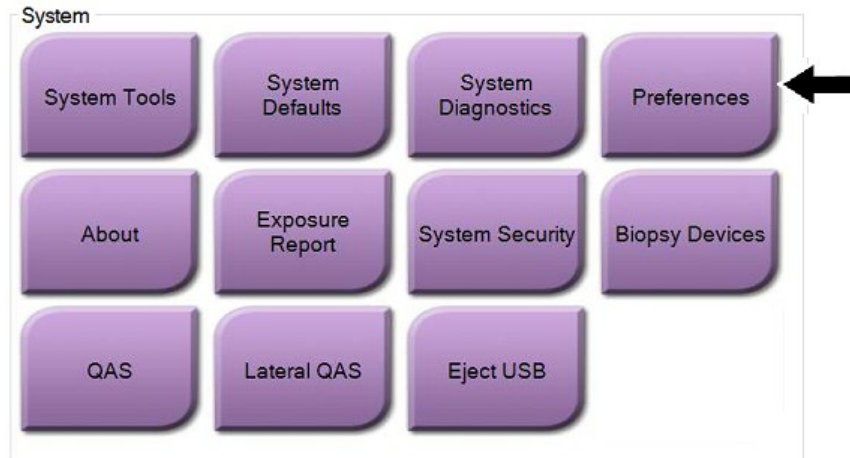 System
System Tools
System
Defaults
System
Diagnostics
Preferences
About
Exposure
Report
System Security
Biopsy Devices
QAS
Lateral QAS
Eject USB